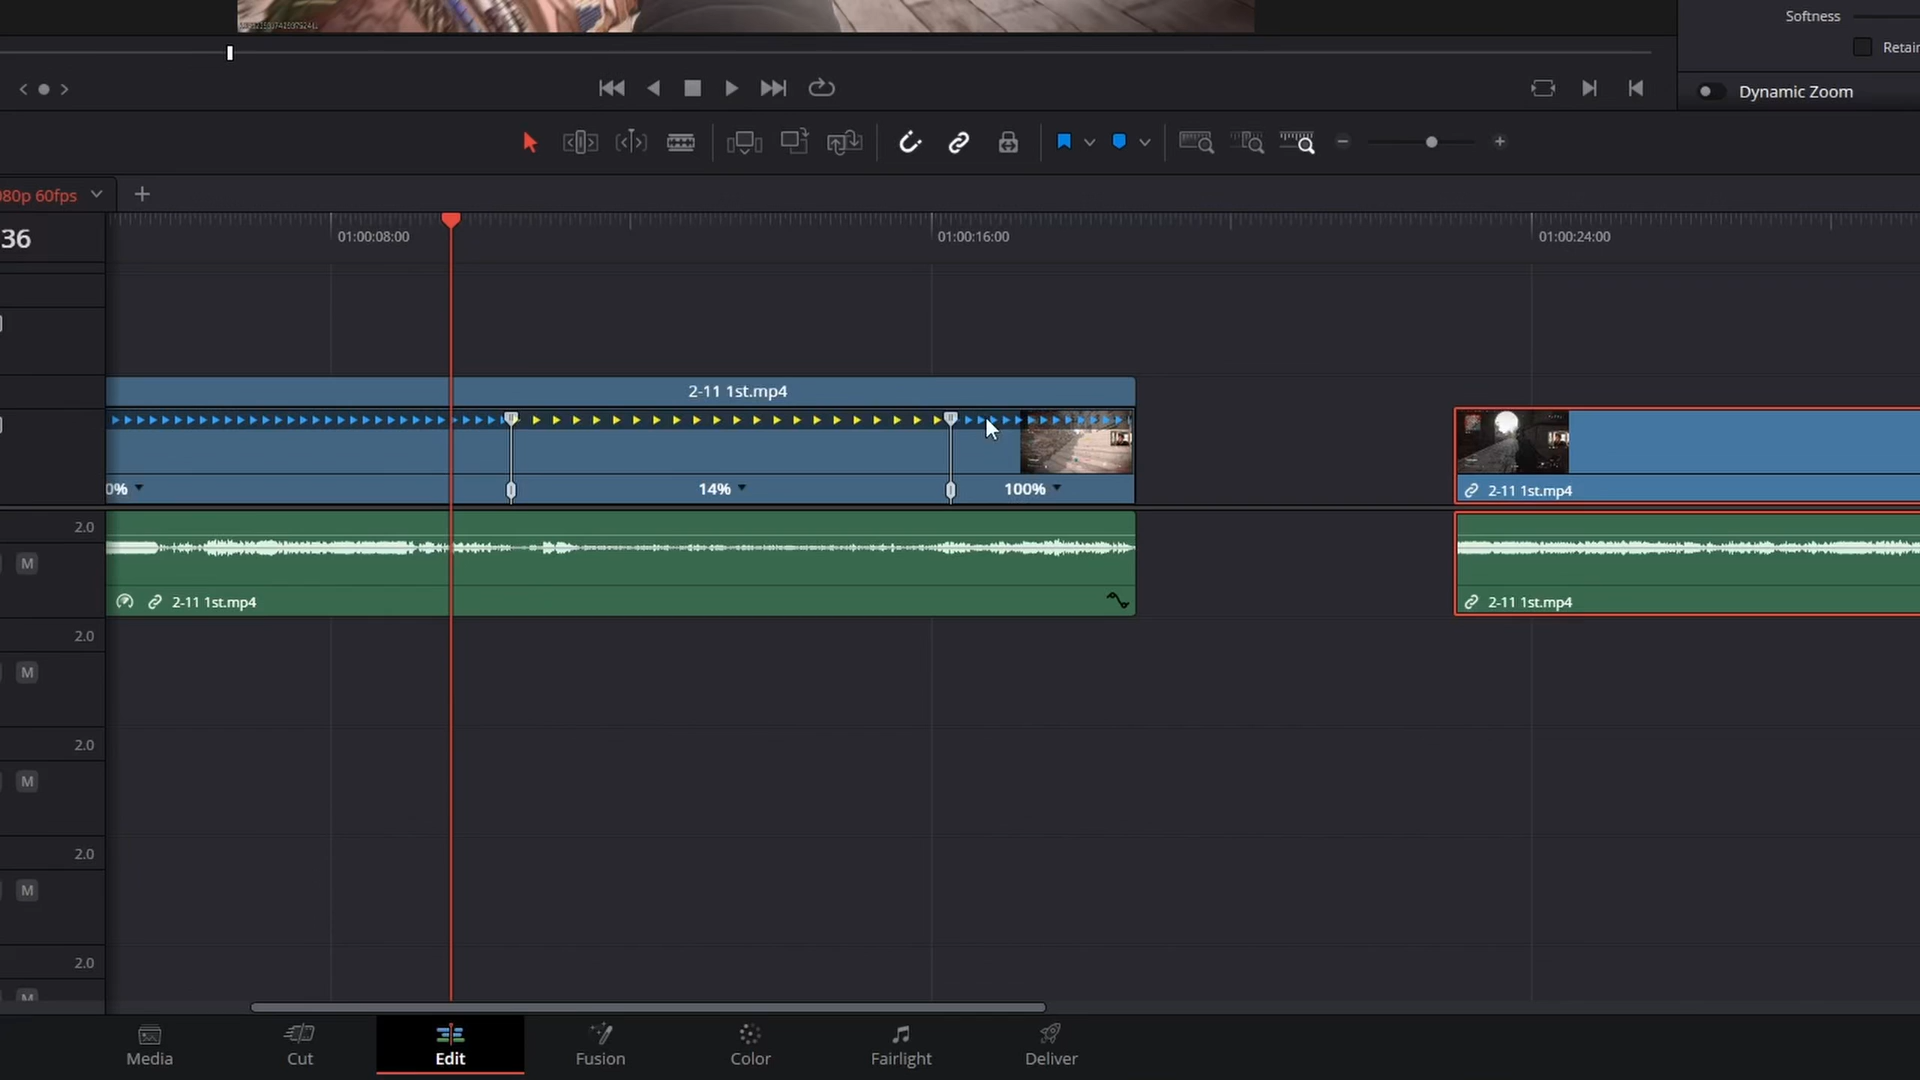 Softness
Retain
Dynamic Zoom
080p 60fps
36
01:00:08:00
01:00:16:00
01:00:24:00
2-11 1st.mp4
0%
14%
100%
2-11 1st.mp4
2.0
M
2-11 1st.mp4
2-11 1st.mp4
2.0
M
2.0
M
2.0
M
2.0
M
Media
Cut
Edit
Fusion
Color
Fairlight
Deliver